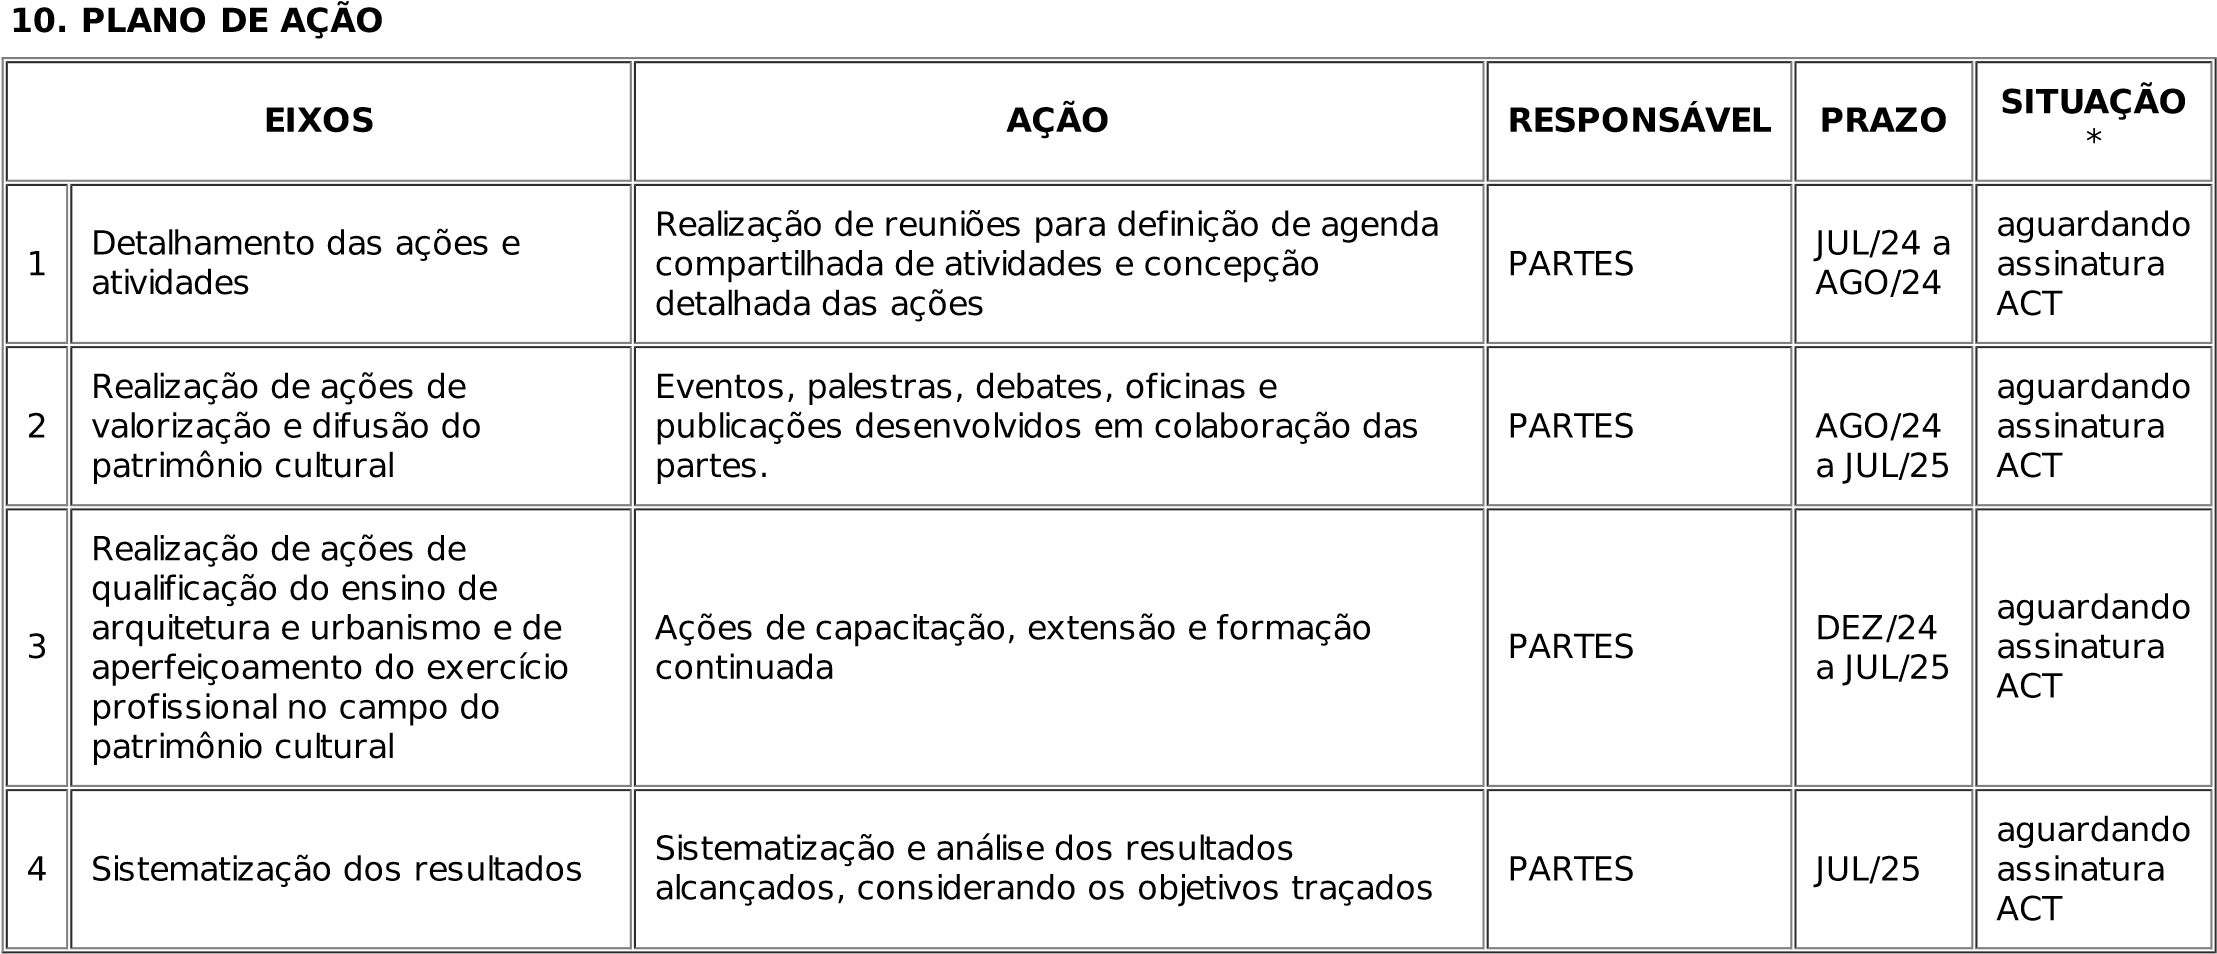 10. PLANO DE AÇÃO
EIXOS
AÇÃO
RESPONSÁVEL
PRAZO
SITUAÇÃO
*
1
Detalhamento das ações e
atividades
Realização de reuniões para definição de agenda
compartilhada de atividades e concepção
detalhada das ações
PARTES
JUL/24 a
AGO/24
aguardando
assinatura
ACT
2
Realização de ações de
valorização e difusão do
patrimônio cultural
Eventos, palestras, debates, oficinas e
publicações desenvolvidos em colaboração das
partes.
PARTES
AGO/24
a JUL/25
aguardando
assinatura
ACT
3
Realização de ações de
qualificação do ensino de
arquitetura e urbanismo e de
aperfeiçoamento do exercício
profissional no campo do
patrimônio cultural
Ações de capacitação, extensão e formação
continuada
PARTES
DEZ/24
a JUL/25
aguardando
assinatura
ACT
4
Sistematização dos resultados
Sistematização e análise dos resultados
alcançados, considerando os objetivos traçados
PARTES
JUL/25
aguardando
assinatura
ACT